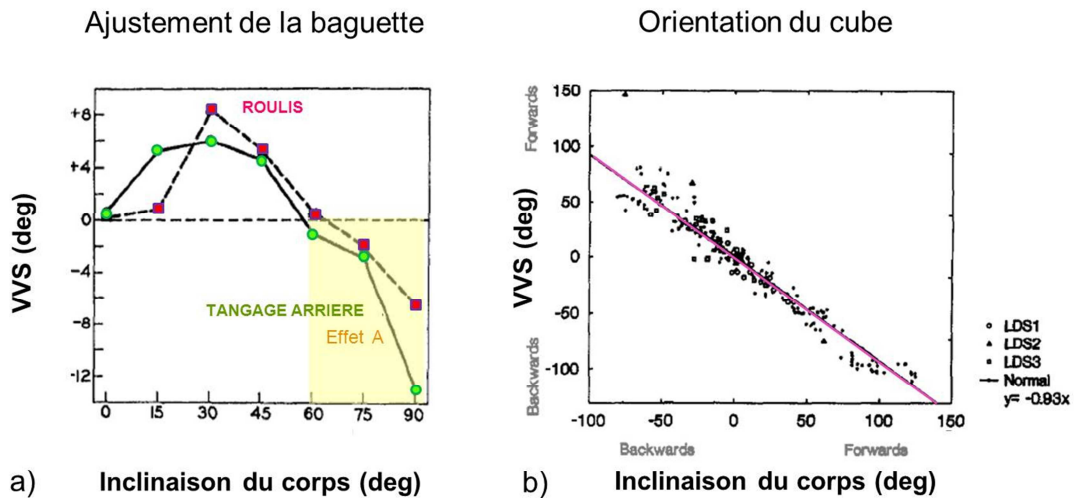 Ajustement de la baguette
Orientation du cube
VVS (deg)
+8
+4
0
-4
-8
-12
ROULIS
TANGAGE ARRIERE
Effet A
0 15 30 45 60 75 90
a)
Inclinaison du corps (deg)
VVS (deg)
Forwards
Backwards
150
100
50
0
-50
-100
-100 -50 0 50 100 150
Backwards
Forwards
LDS1
LDS2
LDS3
Normal
y= -0.93x
b)
Inclinaison du corps (deg)